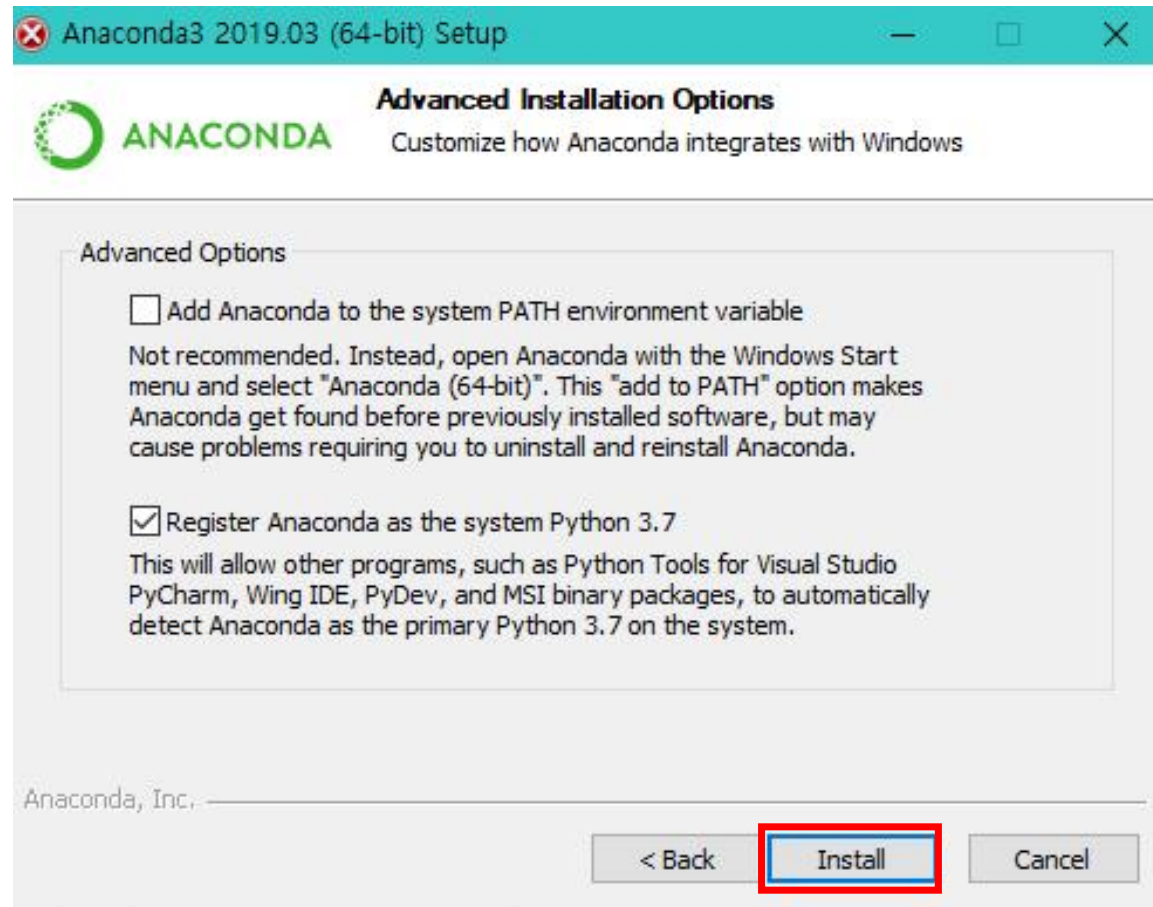 Anaconda3 2019.03 (64-bit) Setup
ANACONDA
Advanced Installation Options
Customize how Anaconda integrates with Windows
Advanced Options
Add Anaconda to the system PATH environment variable
Not recommended. Instead, open Anaconda with the Windows Start
menu and select "Anaconda (64-bit)". This "add to PATH" option makes
Anaconda get found before previously installed software, but may
cause problems requiring you to uninstall and reinstall Anaconda.
Register Anaconda as the system Python 3.7
This will allow other programs, such as Python Tools for Visual Studio
PyCharm, Wing IDE, PyDev, and MSI binary packages, to automatically
detect Anaconda as the primary Python 3.7 on the system.
Anaconda, Inc.
< Back
Install
Cancel